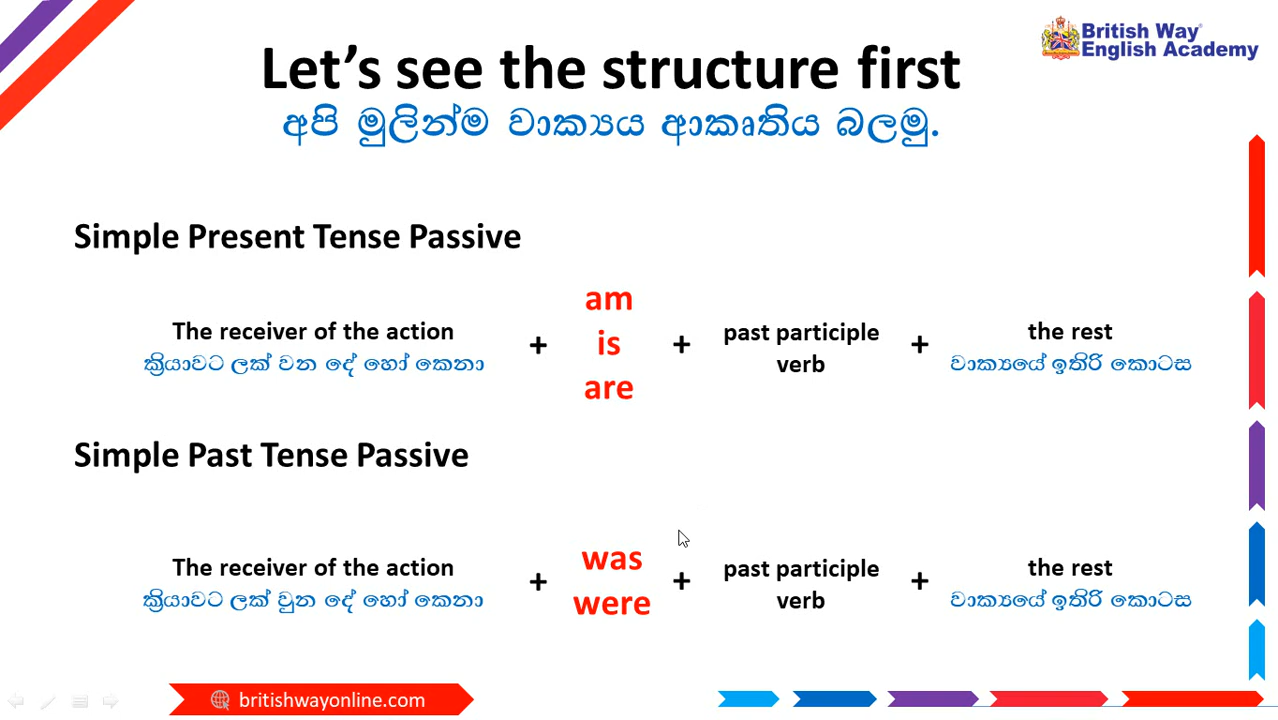 British Way
English Academy
Let's see the structure first
අපි මුලින්ම වාක්‍යය ආකෘතිය බලමු.
Simple Present Tense Passive
The receiver of the action
ක්‍රියාවට ලක් වන දේ හෝ කෙනා
+
am
is
are
+
past participle
verb
+
the rest
වාක්‍යයේ ඉතිරි කොටස
Simple Past Tense Passive
The receiver of the action
ක්‍රියාවට ලක් වුන දේ හෝ කෙනා
+
was
were
+
past participle
verb
+
the rest
වාක්‍යයේ ඉතිරි කොටස
britishwayonline.com